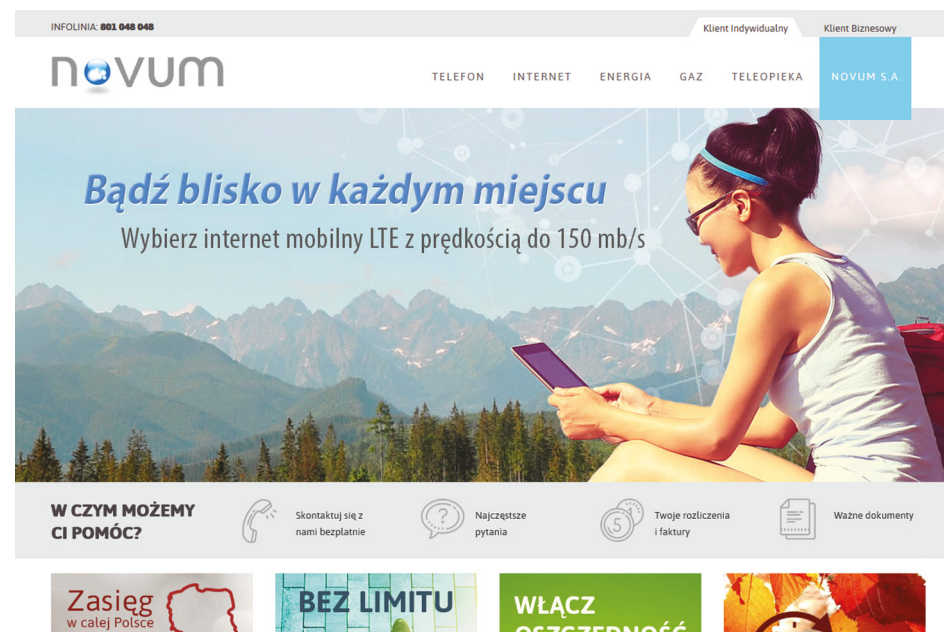 INFOLINIA: 801 048 048
Klient Indywidualny
Klient Biznesowy
novum
TELEFON
INTERNET
ENERGIA
GAZ
TELEOPIEKA
NOVUM S.A.
Bądź blisko w każdym miejscu
Wybierz internet mobilny LTE z prędkością do 150 mb/s
W CZYM MOŻEMY
CI POMÓC?
Skontaktuj się z
nami bezpłatnie
Najczęstsze
pytania
Twoje rozliczenia
i faktury
Ważne dokumenty
Zasięg
w całej Polsce
BEZ LIMITU
WŁĄCZ
OSZCZĘDNOŚĆ